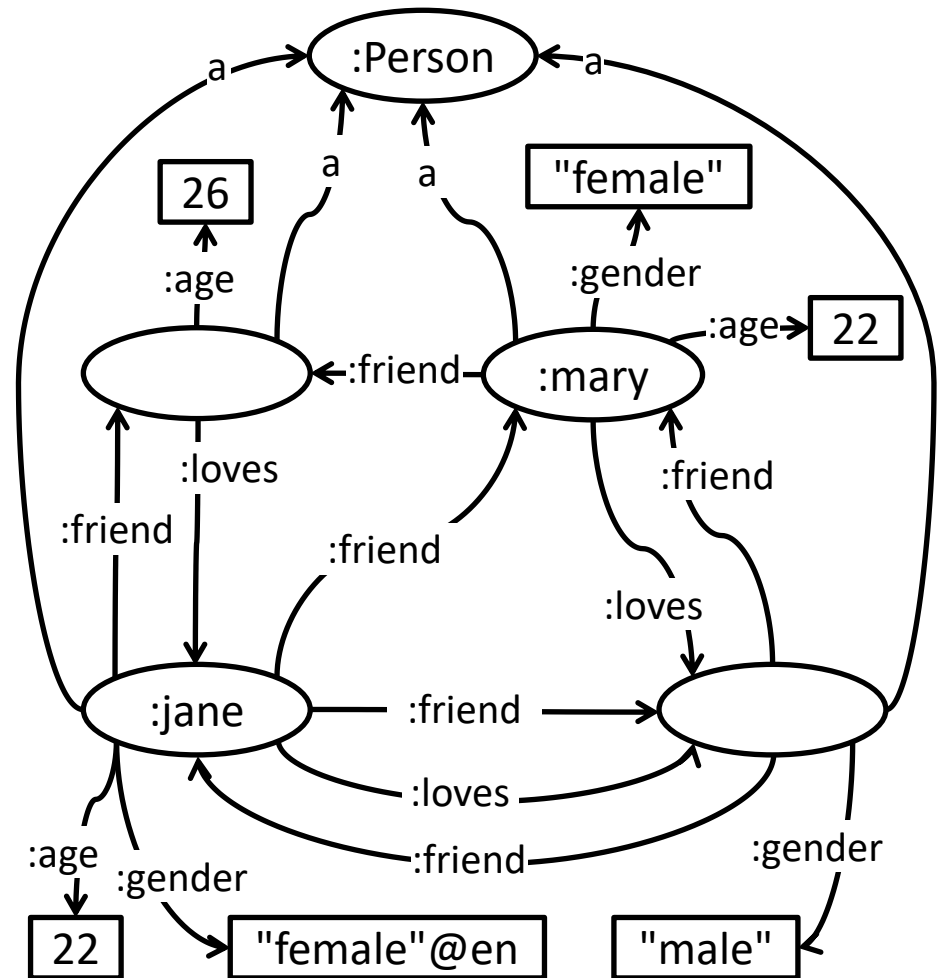 :Person
a
a
a
a
26
"female"
:age
:gender
:age
22
:friend
:mary
:loves
:friend
:friend
:friend
:loves
:jane
:friend
:loves
:friend
:age
:gender
:gender
22
"female"@en
"male"